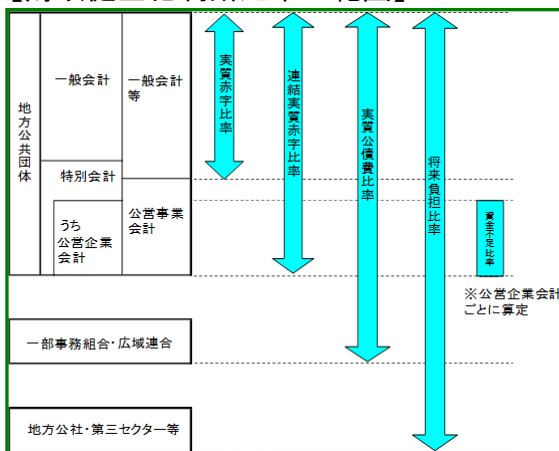 地方公共団体
一般会計
一般会計
等
特別会計
うち
公営企業
会計
公営事業
会計
実質赤字比率
連結実質赤字比率
実質公債費比率
将来負担比率
資金不足比率
※公営企業会計
ごとに算定
一部事務組合・広域連合
地方公社・第三セクター等